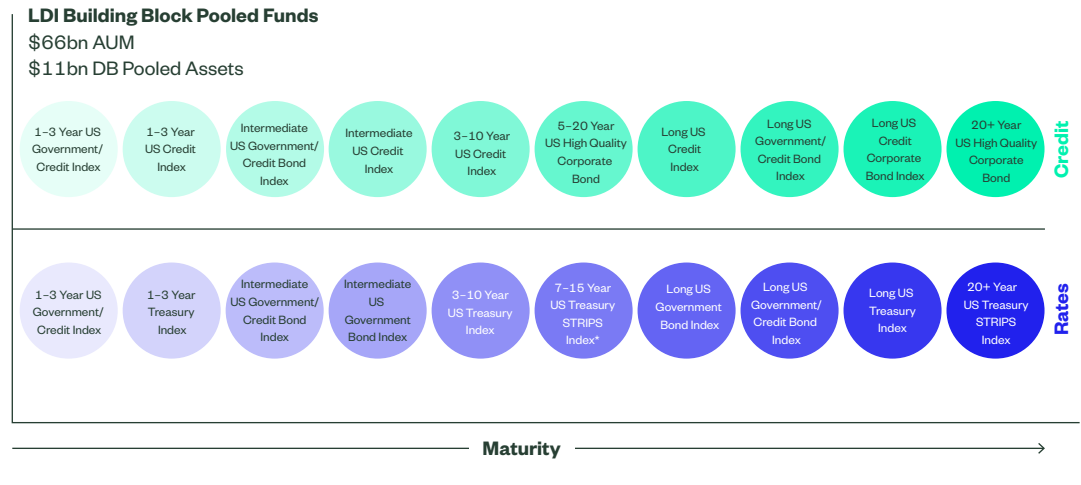 LDI Building Block Pooled Funds
$66bn AUM
$11bn DB Pooled Assets
1–3 Year US
Government/
Credit Index
1–3 Year
US Credit
Index
Intermediate
US Government/
Credit Bond
Index
Intermediate
US Credit
Index
3–10 Year
US Credit
Index
5–20 Year
US High Quality
Corporate
Bond
Long US
Credit
Index
Long US
Government/
Credit Bond
Index
Long US
Credit
Corporate
Bond Index
20+ Year
US High Quality
Corporate
Bond
Credit
1–3 Year US
Government/
Credit Index
1–3 Year
Treasury
Index
Intermediate
US Government/
Credit Bond
Index
Intermediate
US
Government
Bond Index
3–10 Year
US Treasury
Index
7–15 Year
US Treasury
STRIPS
Index*
Long US
Government
Bond Index
Long US
Government/
Credit Bond
Index
Long US
Treasury
Index
20+ Year
US Treasury
STRIPS
Index
Rates
Maturity